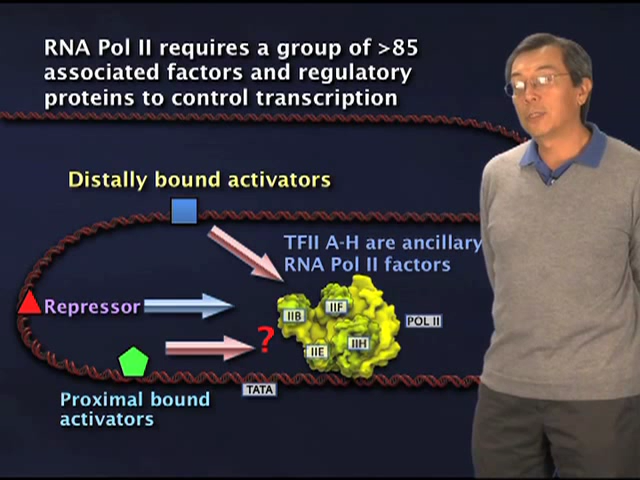 RNA Pol II requires a group of >85
associated factors and regulatory
proteins to control transcription
Distally bound activators
TFII A-H are ancillary
RNA Pol II factors
Repressor
IIB
IIF
POL II
?
IIE
IIH
TATA
Proximal bound
activators